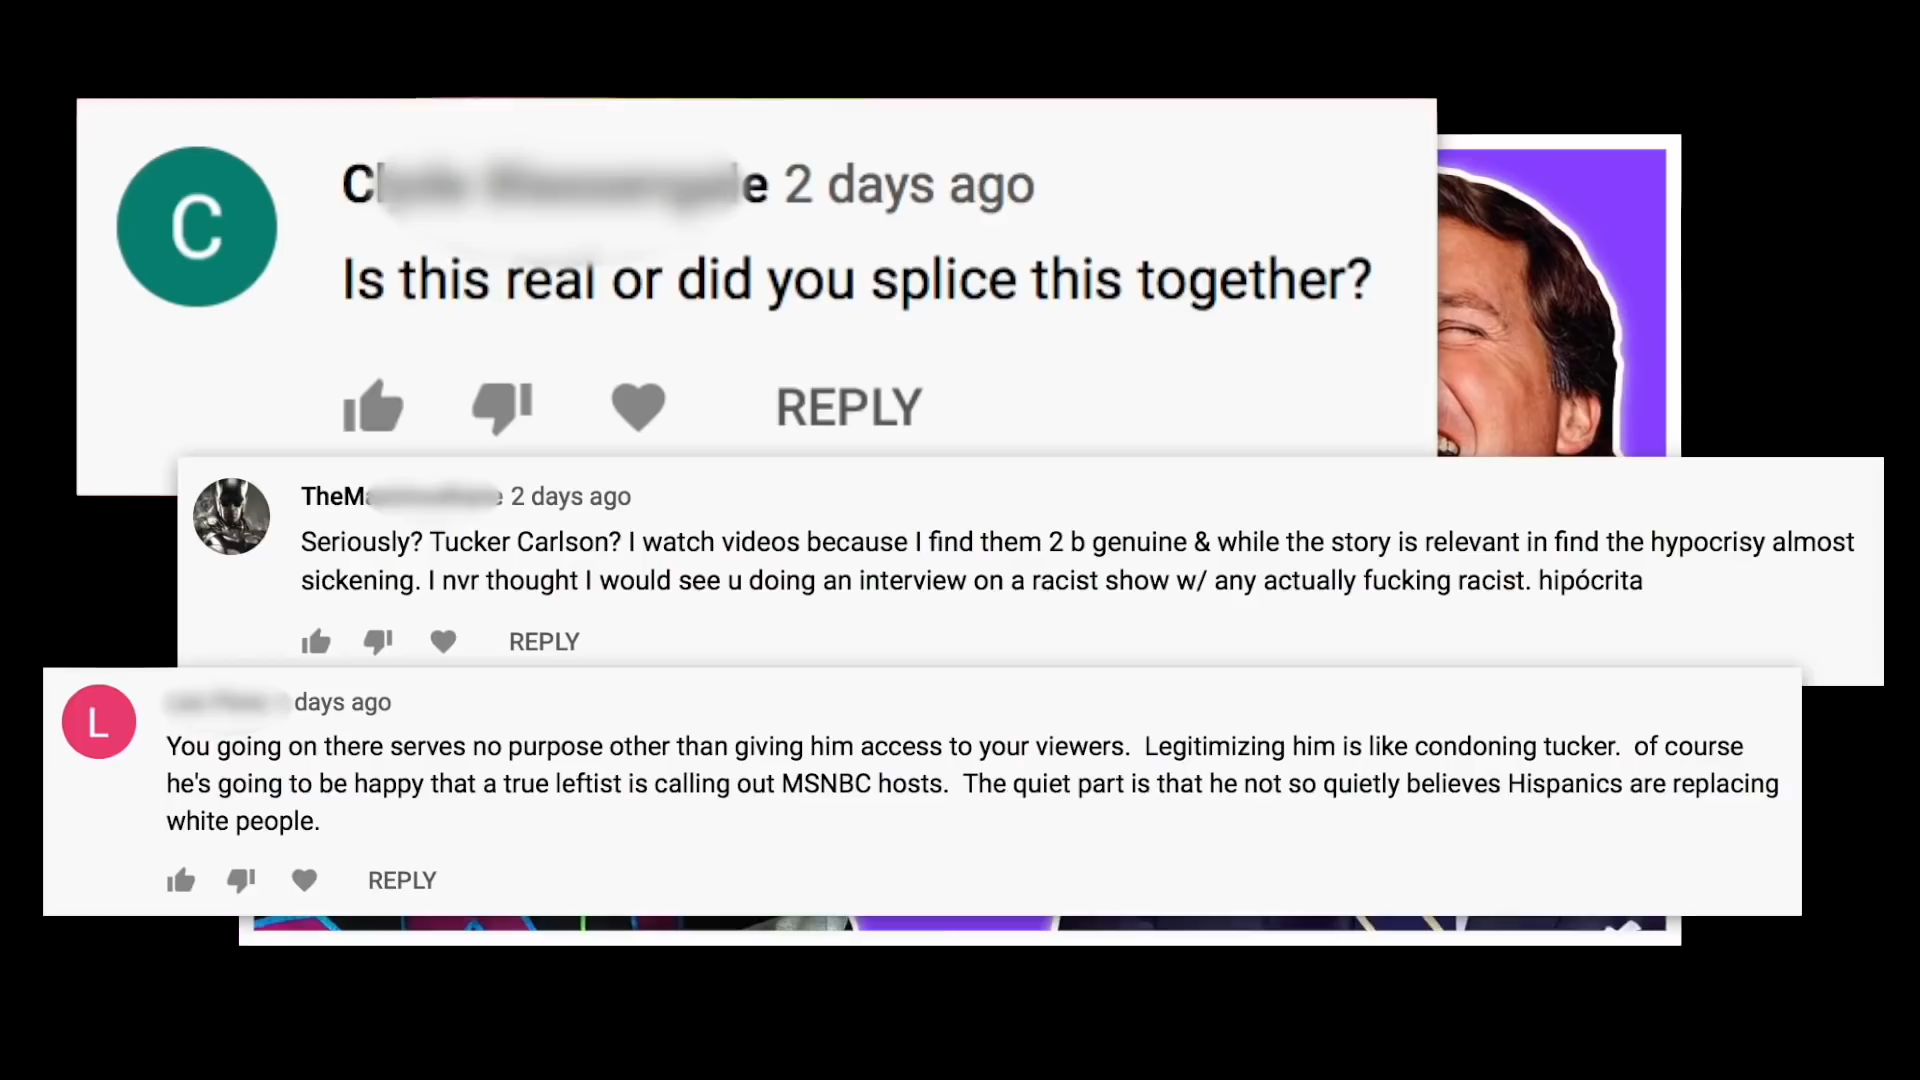 C
2 days ago
Is this real or did you splice this together?
REPLY
TheM
2 days ago
Seriously? Tucker Carlson? I watch videos because I find them 2 b genuine & while the story is relevant in find the hypocrisy almost
sickening. I nvr thought I would see u doing an interview on a racist show w/ any actually fucking racist. hipócrita
REPLY
L
days ago
You going on there serves no purpose other than giving him access to your viewers.  Legitimizing him is like condoning tucker.  of course
he's going to be happy that a true leftist is calling out MSNBC hosts.  The quiet part is that he not so quietly believes Hispanics are replacing
white people.
REPLY